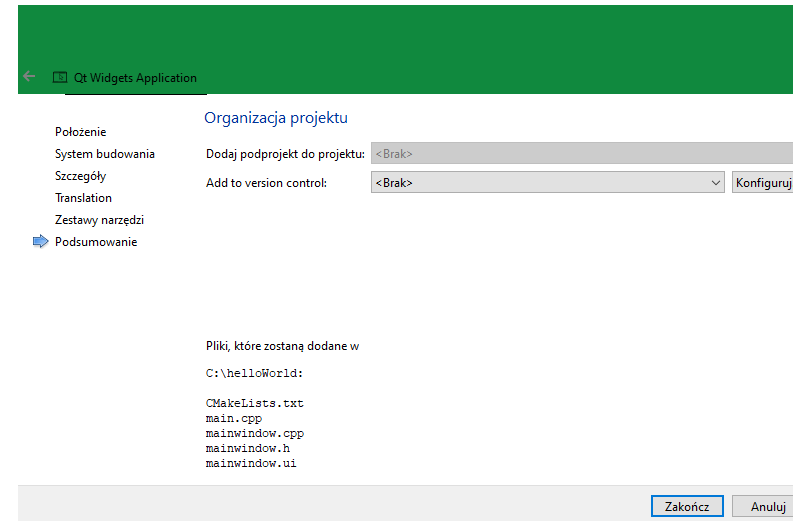 Qt Widgets Application
Organizacja projektu
Położenie
System budowania
Szczegóły
Translation
Zestawy narzędzi
Podsumowanie
Dodaj podprojekt do projektu: <Brak>
Add to version control: <Brak> Konfiguruj
Pliki, które zostaną dodane w
C:\helloWorld:
CMakeLists.txt
main.cpp
mainwindow.cpp
mainwindow.h
mainwindow.ui
Zakończ Anuluj